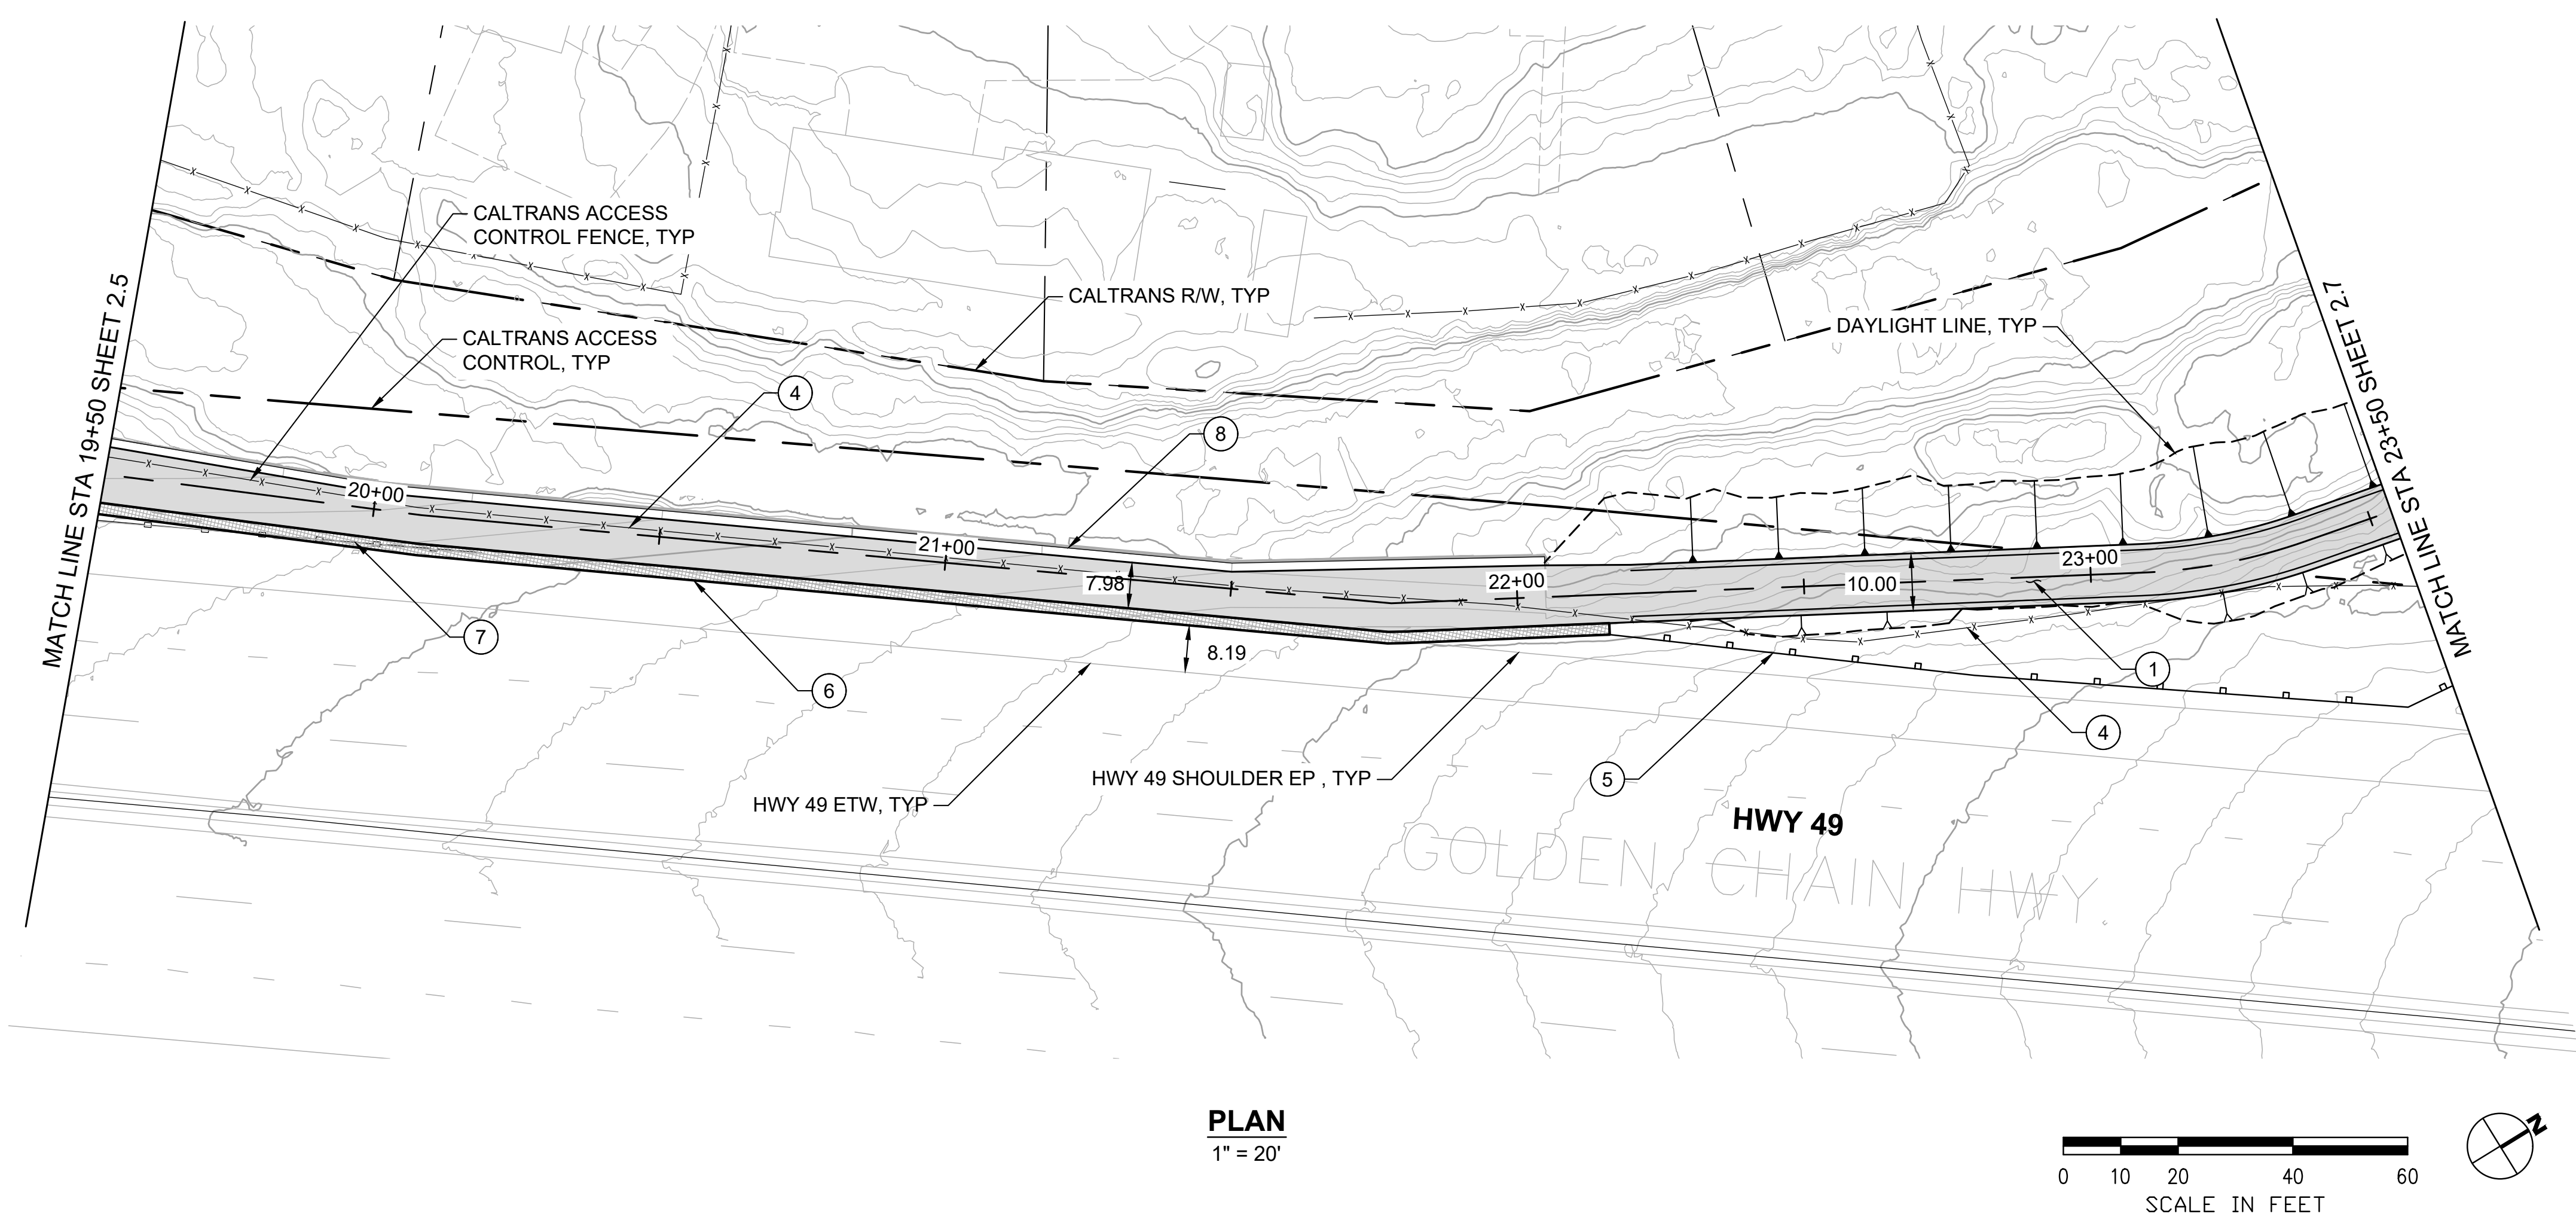 CALTRANS ACCESS
CONTROL FENCE, TYP
CALTRANS R/W, TYP
DAYLIGHT LINE, TYP
CALTRANS ACCESS
CONTROL, TYP
MATCH LINE STA 19+50 SHEET 2.5
MATCH LINE STA 23+50 SHEET 2.7
4
8
20+00
21+00
22+00
23+00
7.98
10.00
7
8.19
6
1
4
HWY 49 SHOULDER EP , TYP
5
HWY 49 ETW, TYP
HWY 49
GOLDEN CHAIN HWY.
PLAN
1" = 20'
N
0 10 20 40 60
SCALE IN FEET